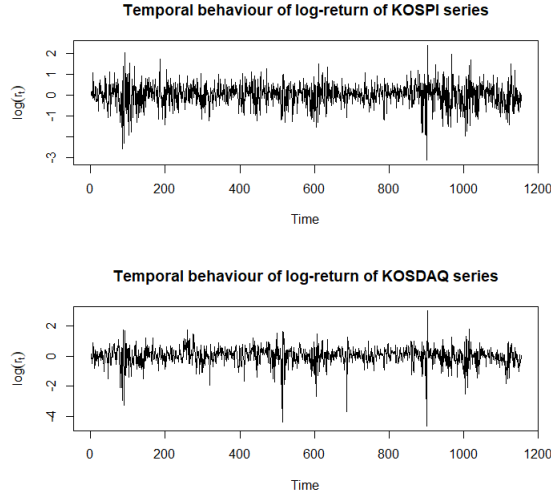 Temporal behaviour of log-return of KOSPI series
log(rt)
2
1
0
-1
-3
0 200 400 600 800 1000 1200
Time
Temporal behaviour of log-return of KOSDAQ series
log(rt)
2
0
-2
-4
0 200 400 600 800 1000 1200
Time